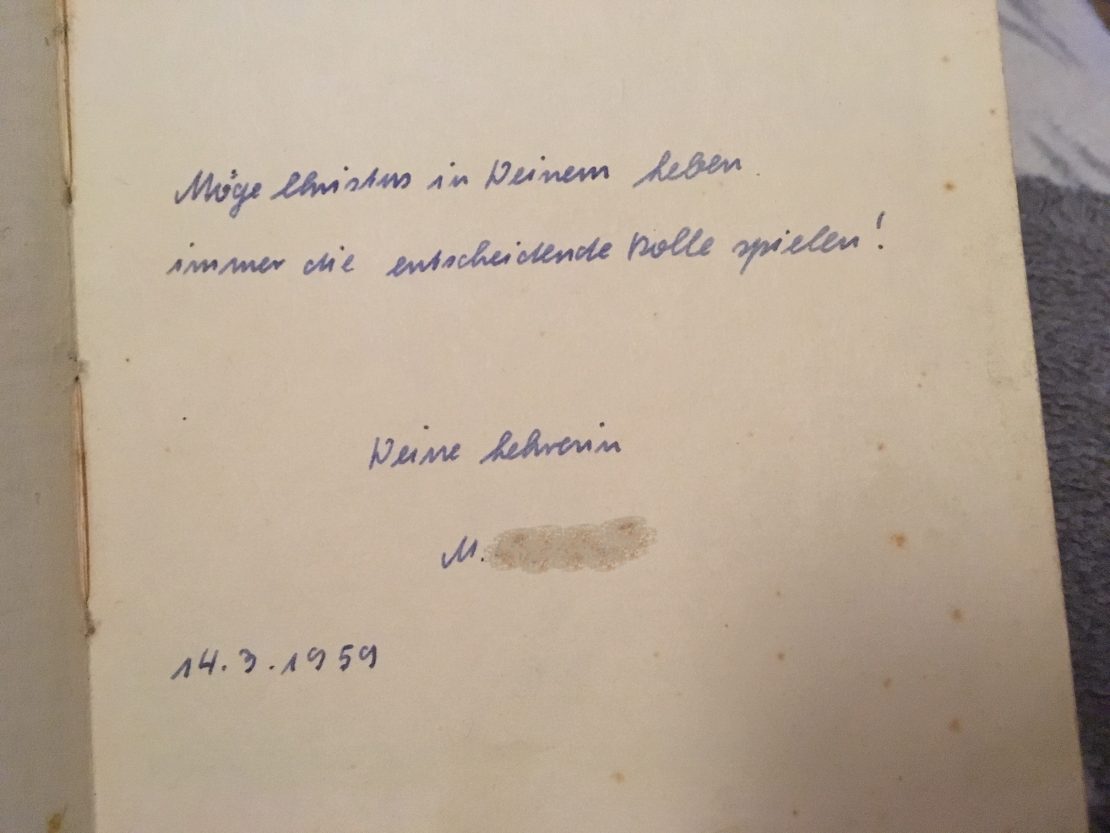 Möge Christus in Deinem Leben
immer die entscheidende Rolle spielen!
Deine Lehrerin
M.
14.3.1959